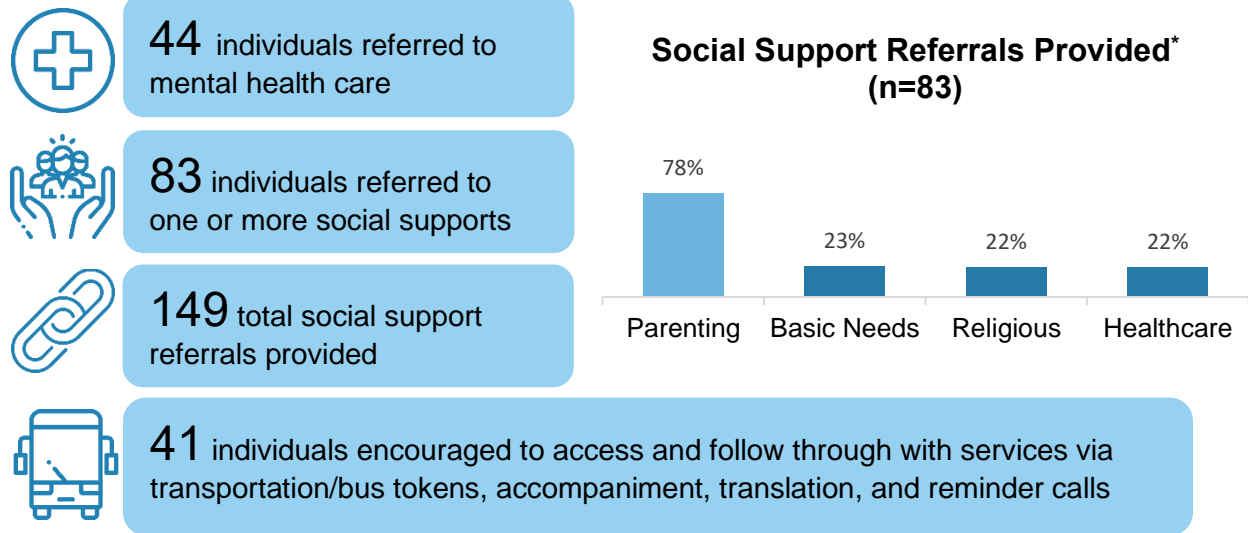 44 individuals referred to
mental health care
83 individuals referred to
one or more social supports
149 total social support
referrals provided
Social Support Referrals Provided*
(n=83)
78%
23%
22%
22%
Parenting
Basic Needs
Religious
Healthcare
41 individuals encouraged to access and follow through with services via
transportation/bus tokens, accompaniment, translation, and reminder calls